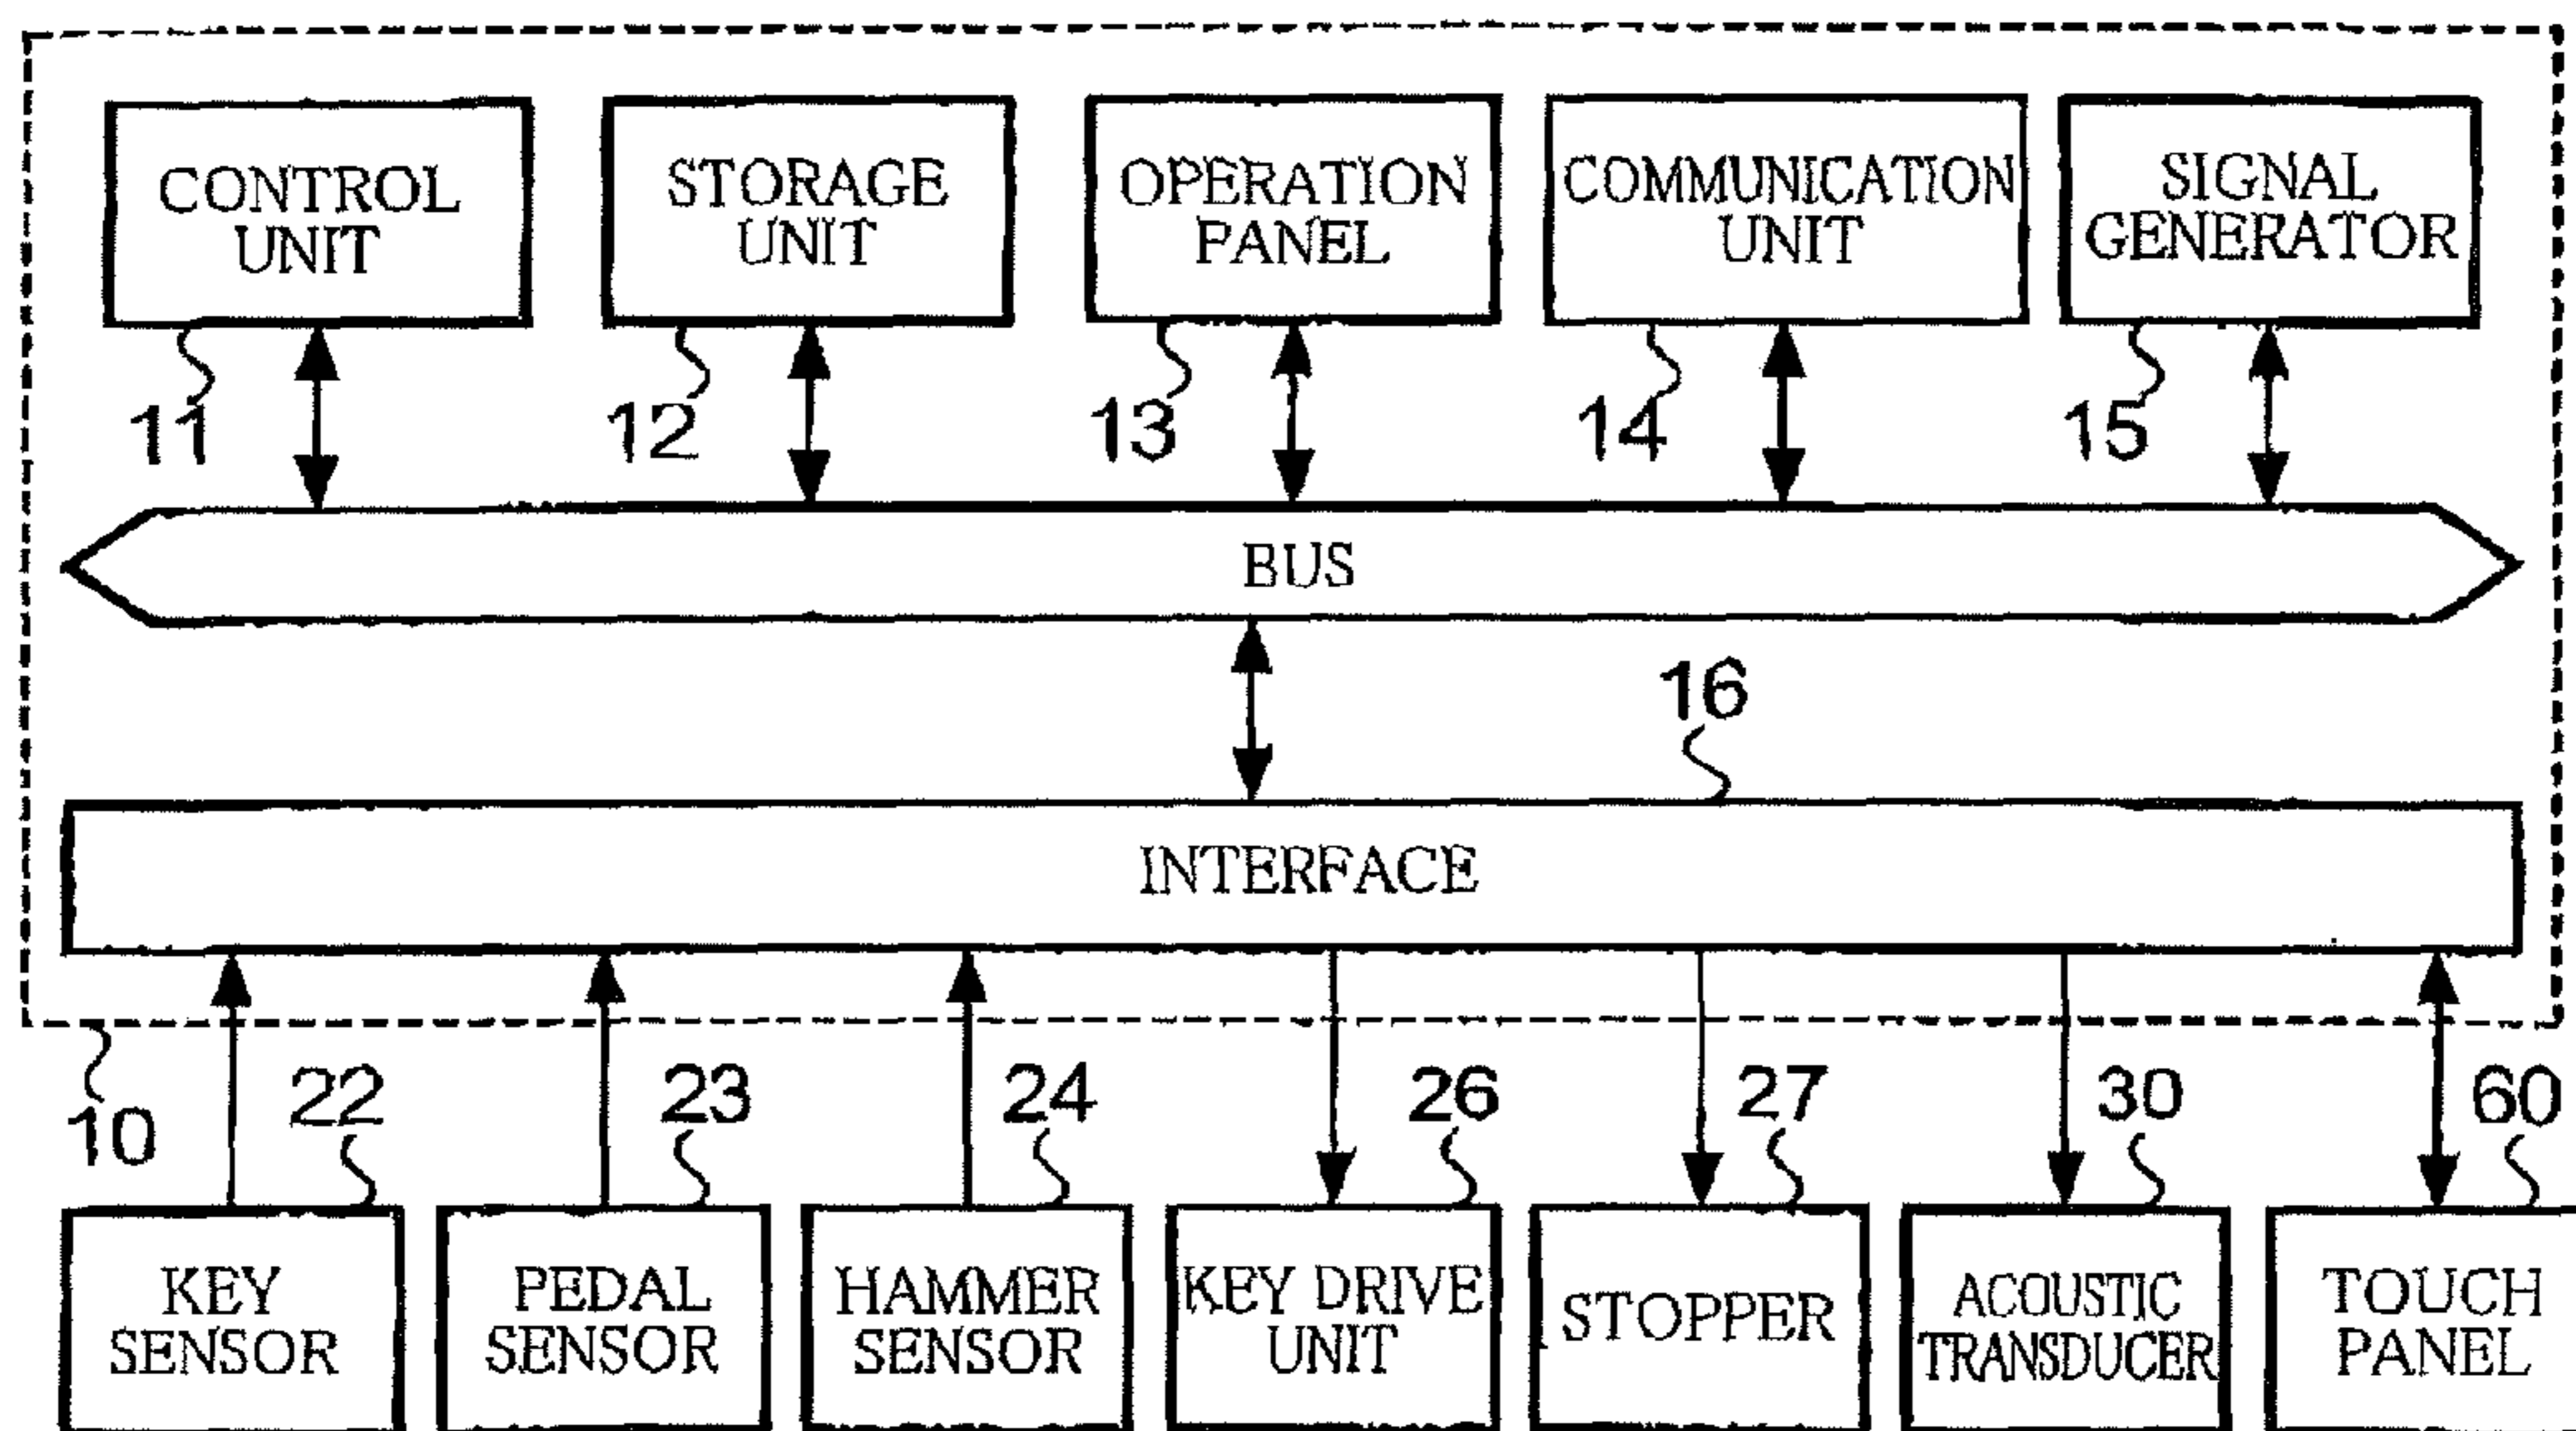 CONTROL
UNIT
STORAGE
UNIT
OPERATION
PANEL
COMMUNICATION
UNIT
SIGNAL
GENERATOR
11
12
13
14
15
BUS
16
INTERFACE
10
22
23
24
26
27
30
60
KEY
SENSOR
PEDAL
SENSOR
HAMMER
SENSOR
KEY DRIVE
UNIT
STOPPER
ACOUSTIC
TRANSDUCER
TOUCH
PANEL